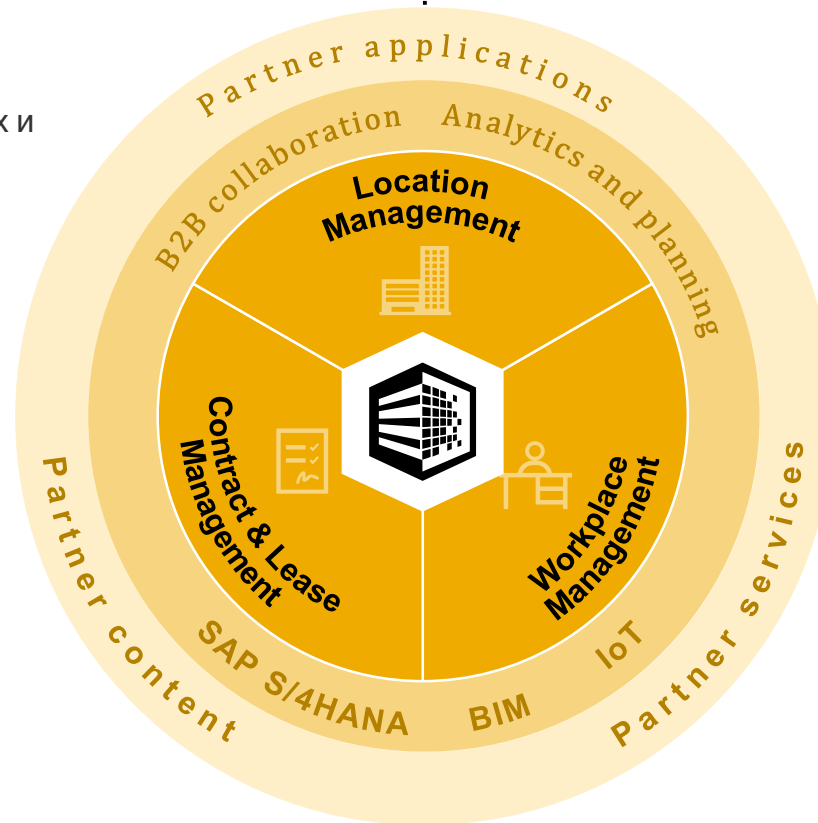 х и
Partner applications
B2B collaboration
Analytics and planning
Location
Management
Contract & Lease
Management
Workplace
Management
SAP S/4HANA
BIM
IoT
Partner content
Partner services